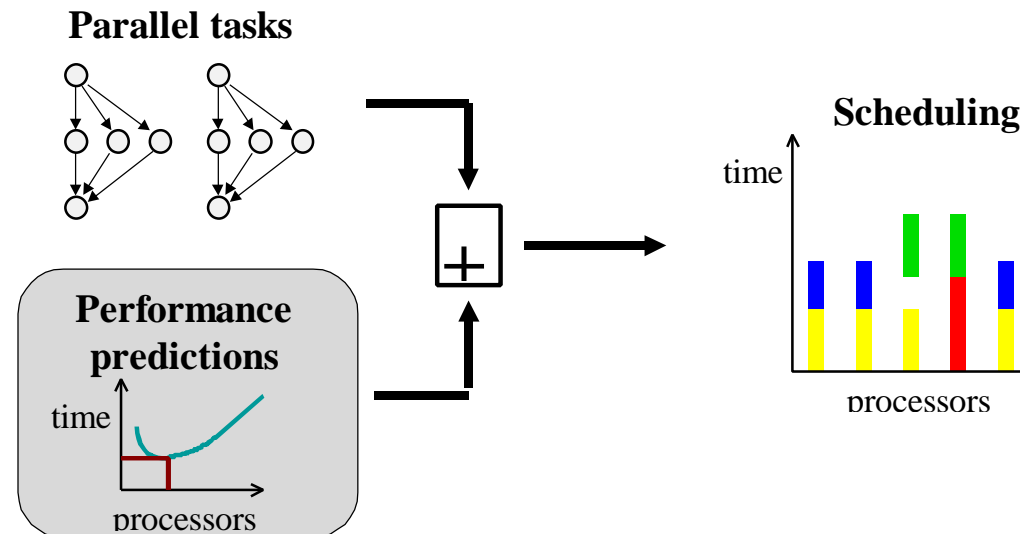 Parallel tasks
Scheduling
time
+
Performance
predictions
time
processors
processors